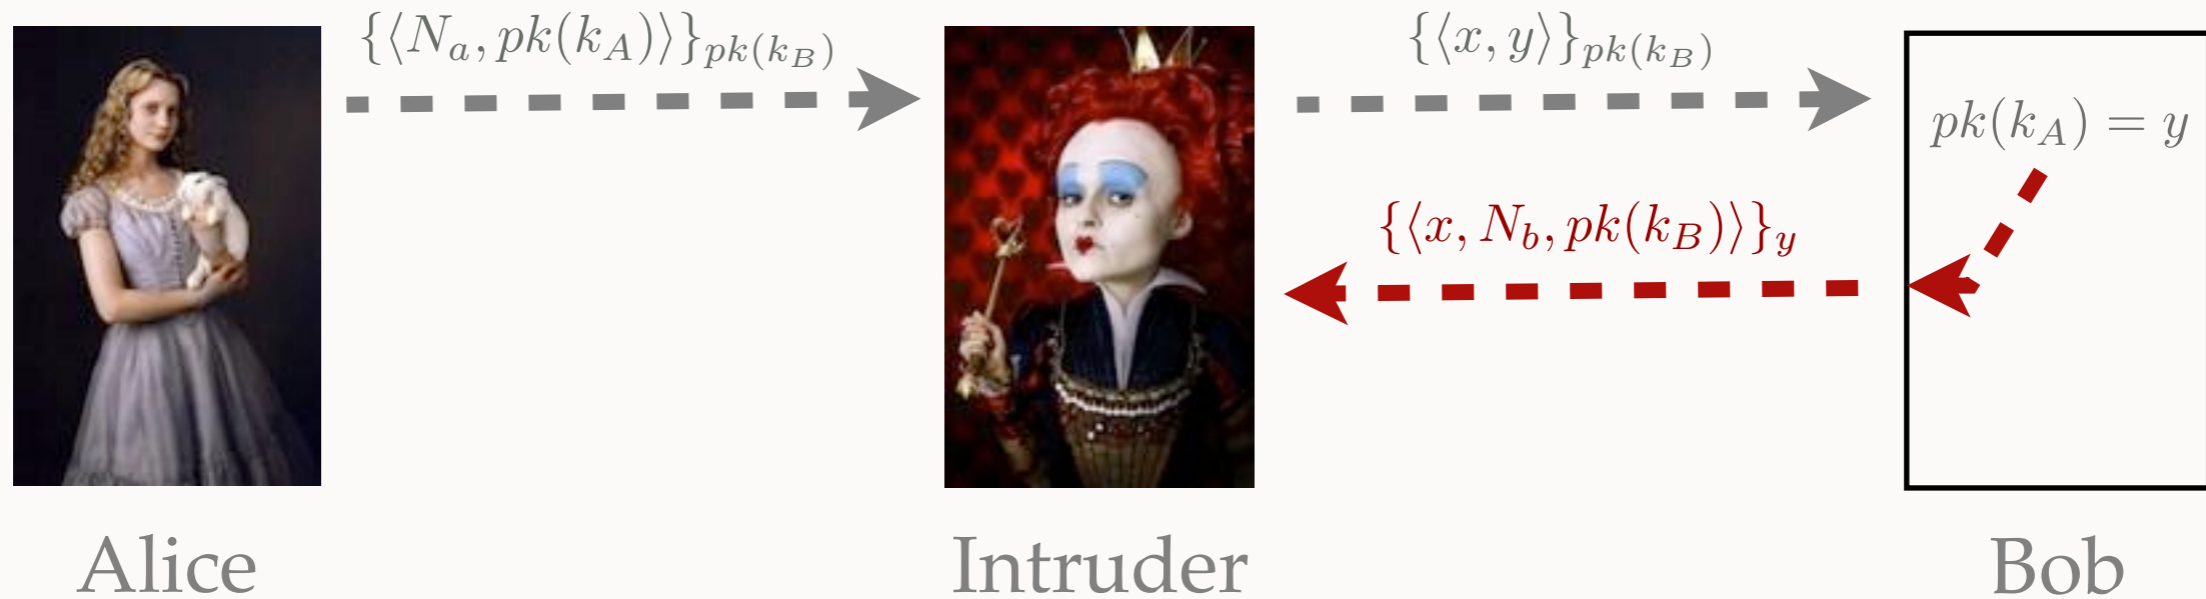 {⟨N_a, pk(k_A)⟩}_{pk(k_B)}
{⟨x, y⟩}_{pk(k_B)}
pk(k_A) = y
{⟨x, N_b, pk(k_B)⟩}_y
Alice
Intruder
Bob